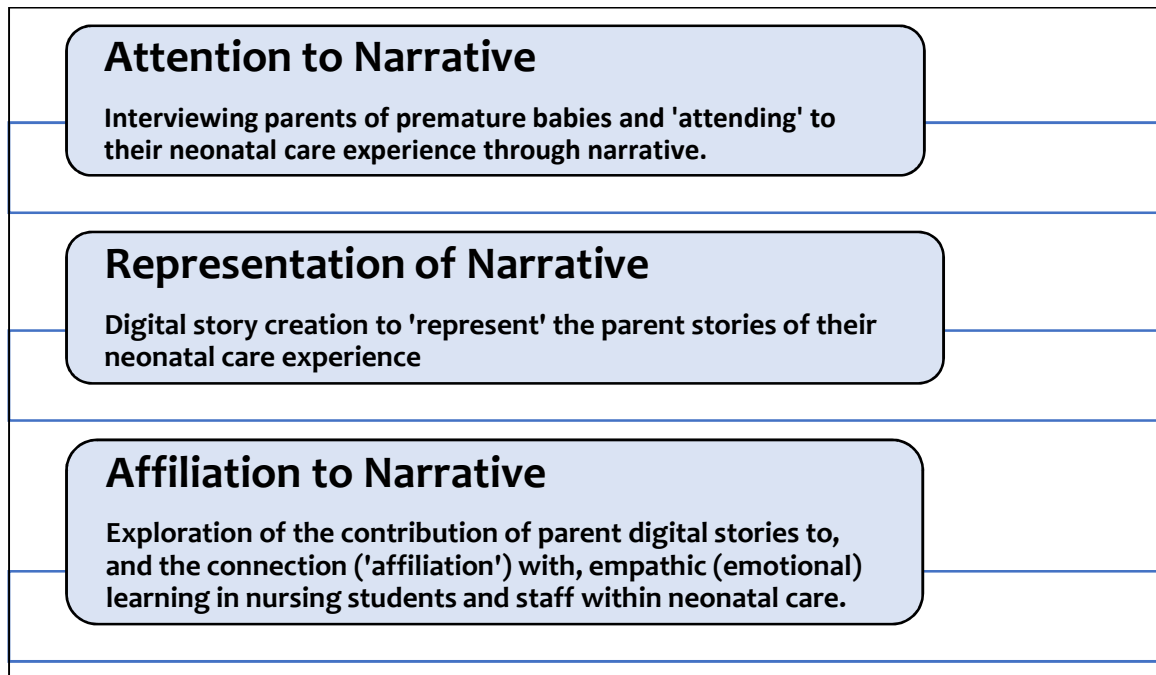 Attention to Narrative
Interviewing parents of premature babies and 'attending' to
their neonatal care experience through narrative.
Representation of Narrative
Digital story creation to 'represent' the parent stories of their
neonatal care experience
Affiliation to Narrative
Exploration of the contribution of parent digital stories to,
and the connection ('affiliation') with, empathic (emotional)
learning in nursing students and staff within neonatal care.